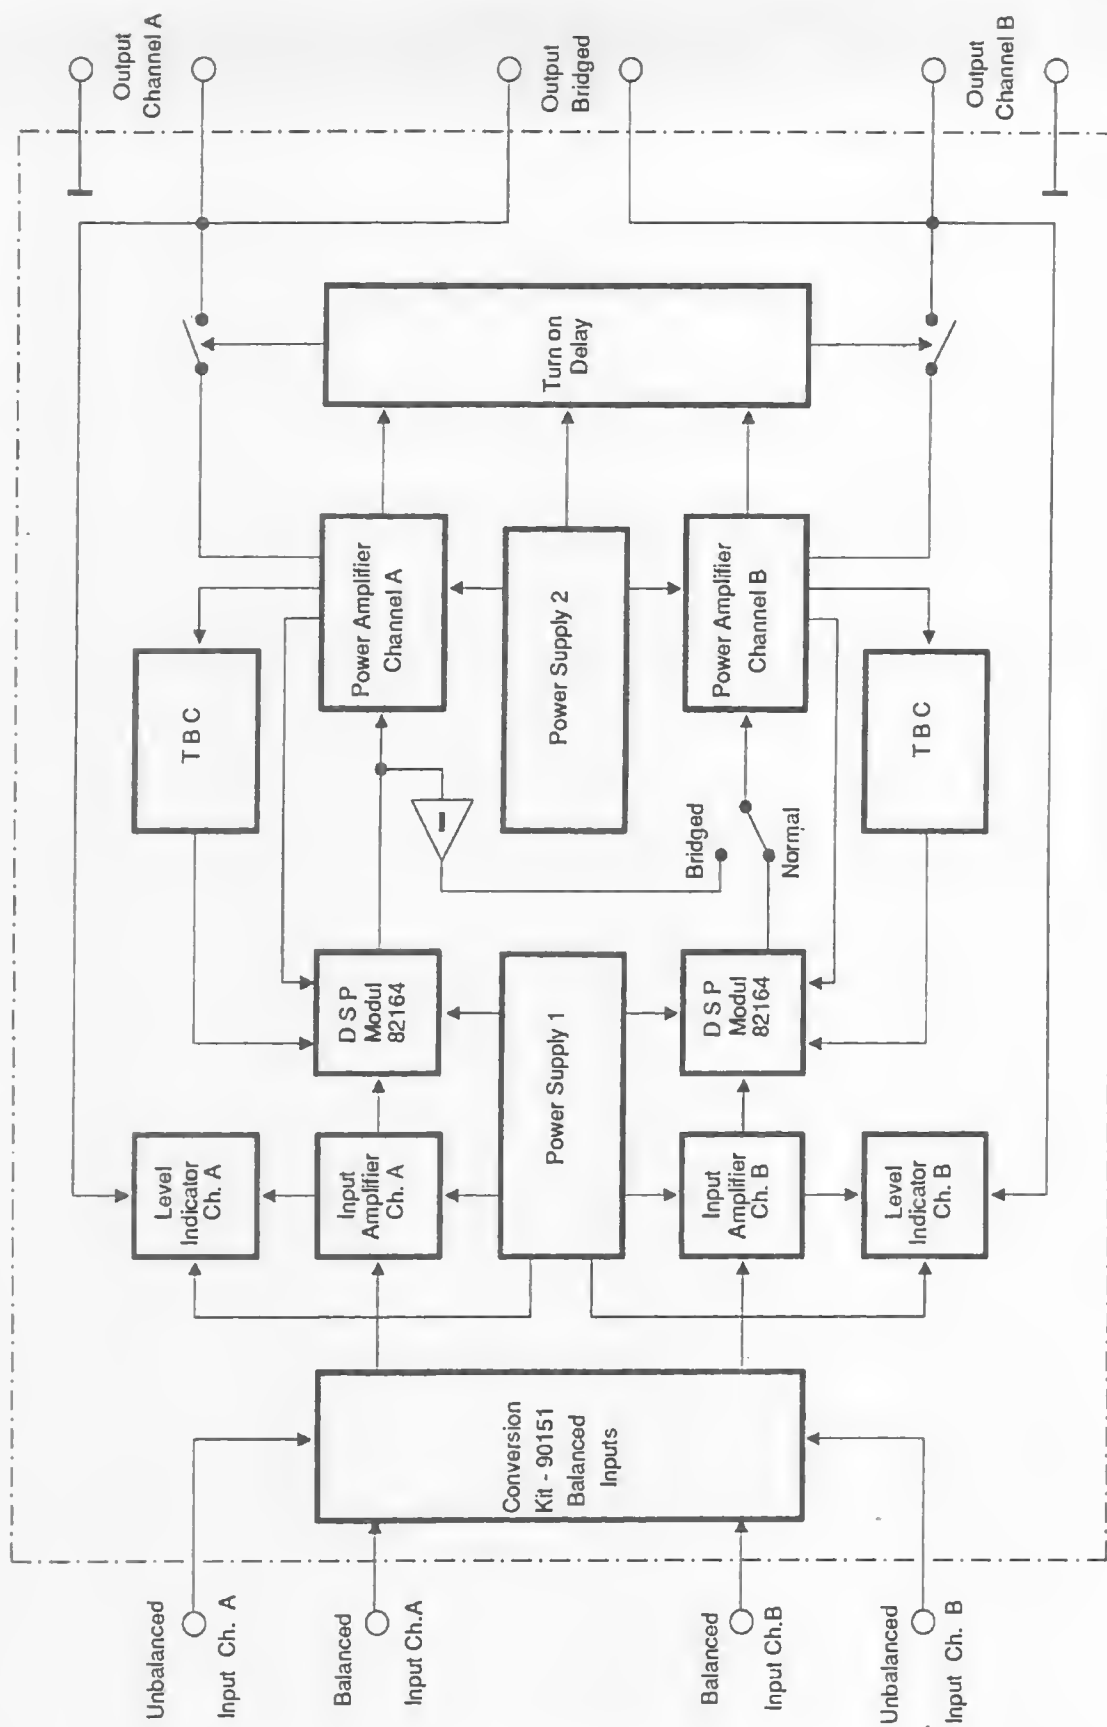 Unbalanced
Input Ch. A
Balanced
Input Ch.A
Balanced
Input Ch.B
Unbalanced
Input Ch. B
Conversion
Kit - 90151
Balanced
Inputs
Level
Indicator
Ch. A
Input
Amplifier
Ch. A
Power Supply 1
Input
Amplifier
Ch. B
Level
Indicator
Ch. B
D S P
Modul
82164
D S P
Modul
82164
Bridged
Normal
T B C
Power Amplifier
Channel A
Power Supply 2
Power Amplifier
Channel B
T B C
Turn on
Delay
Output
Channel A
Output
Bridged
Output
Channel B